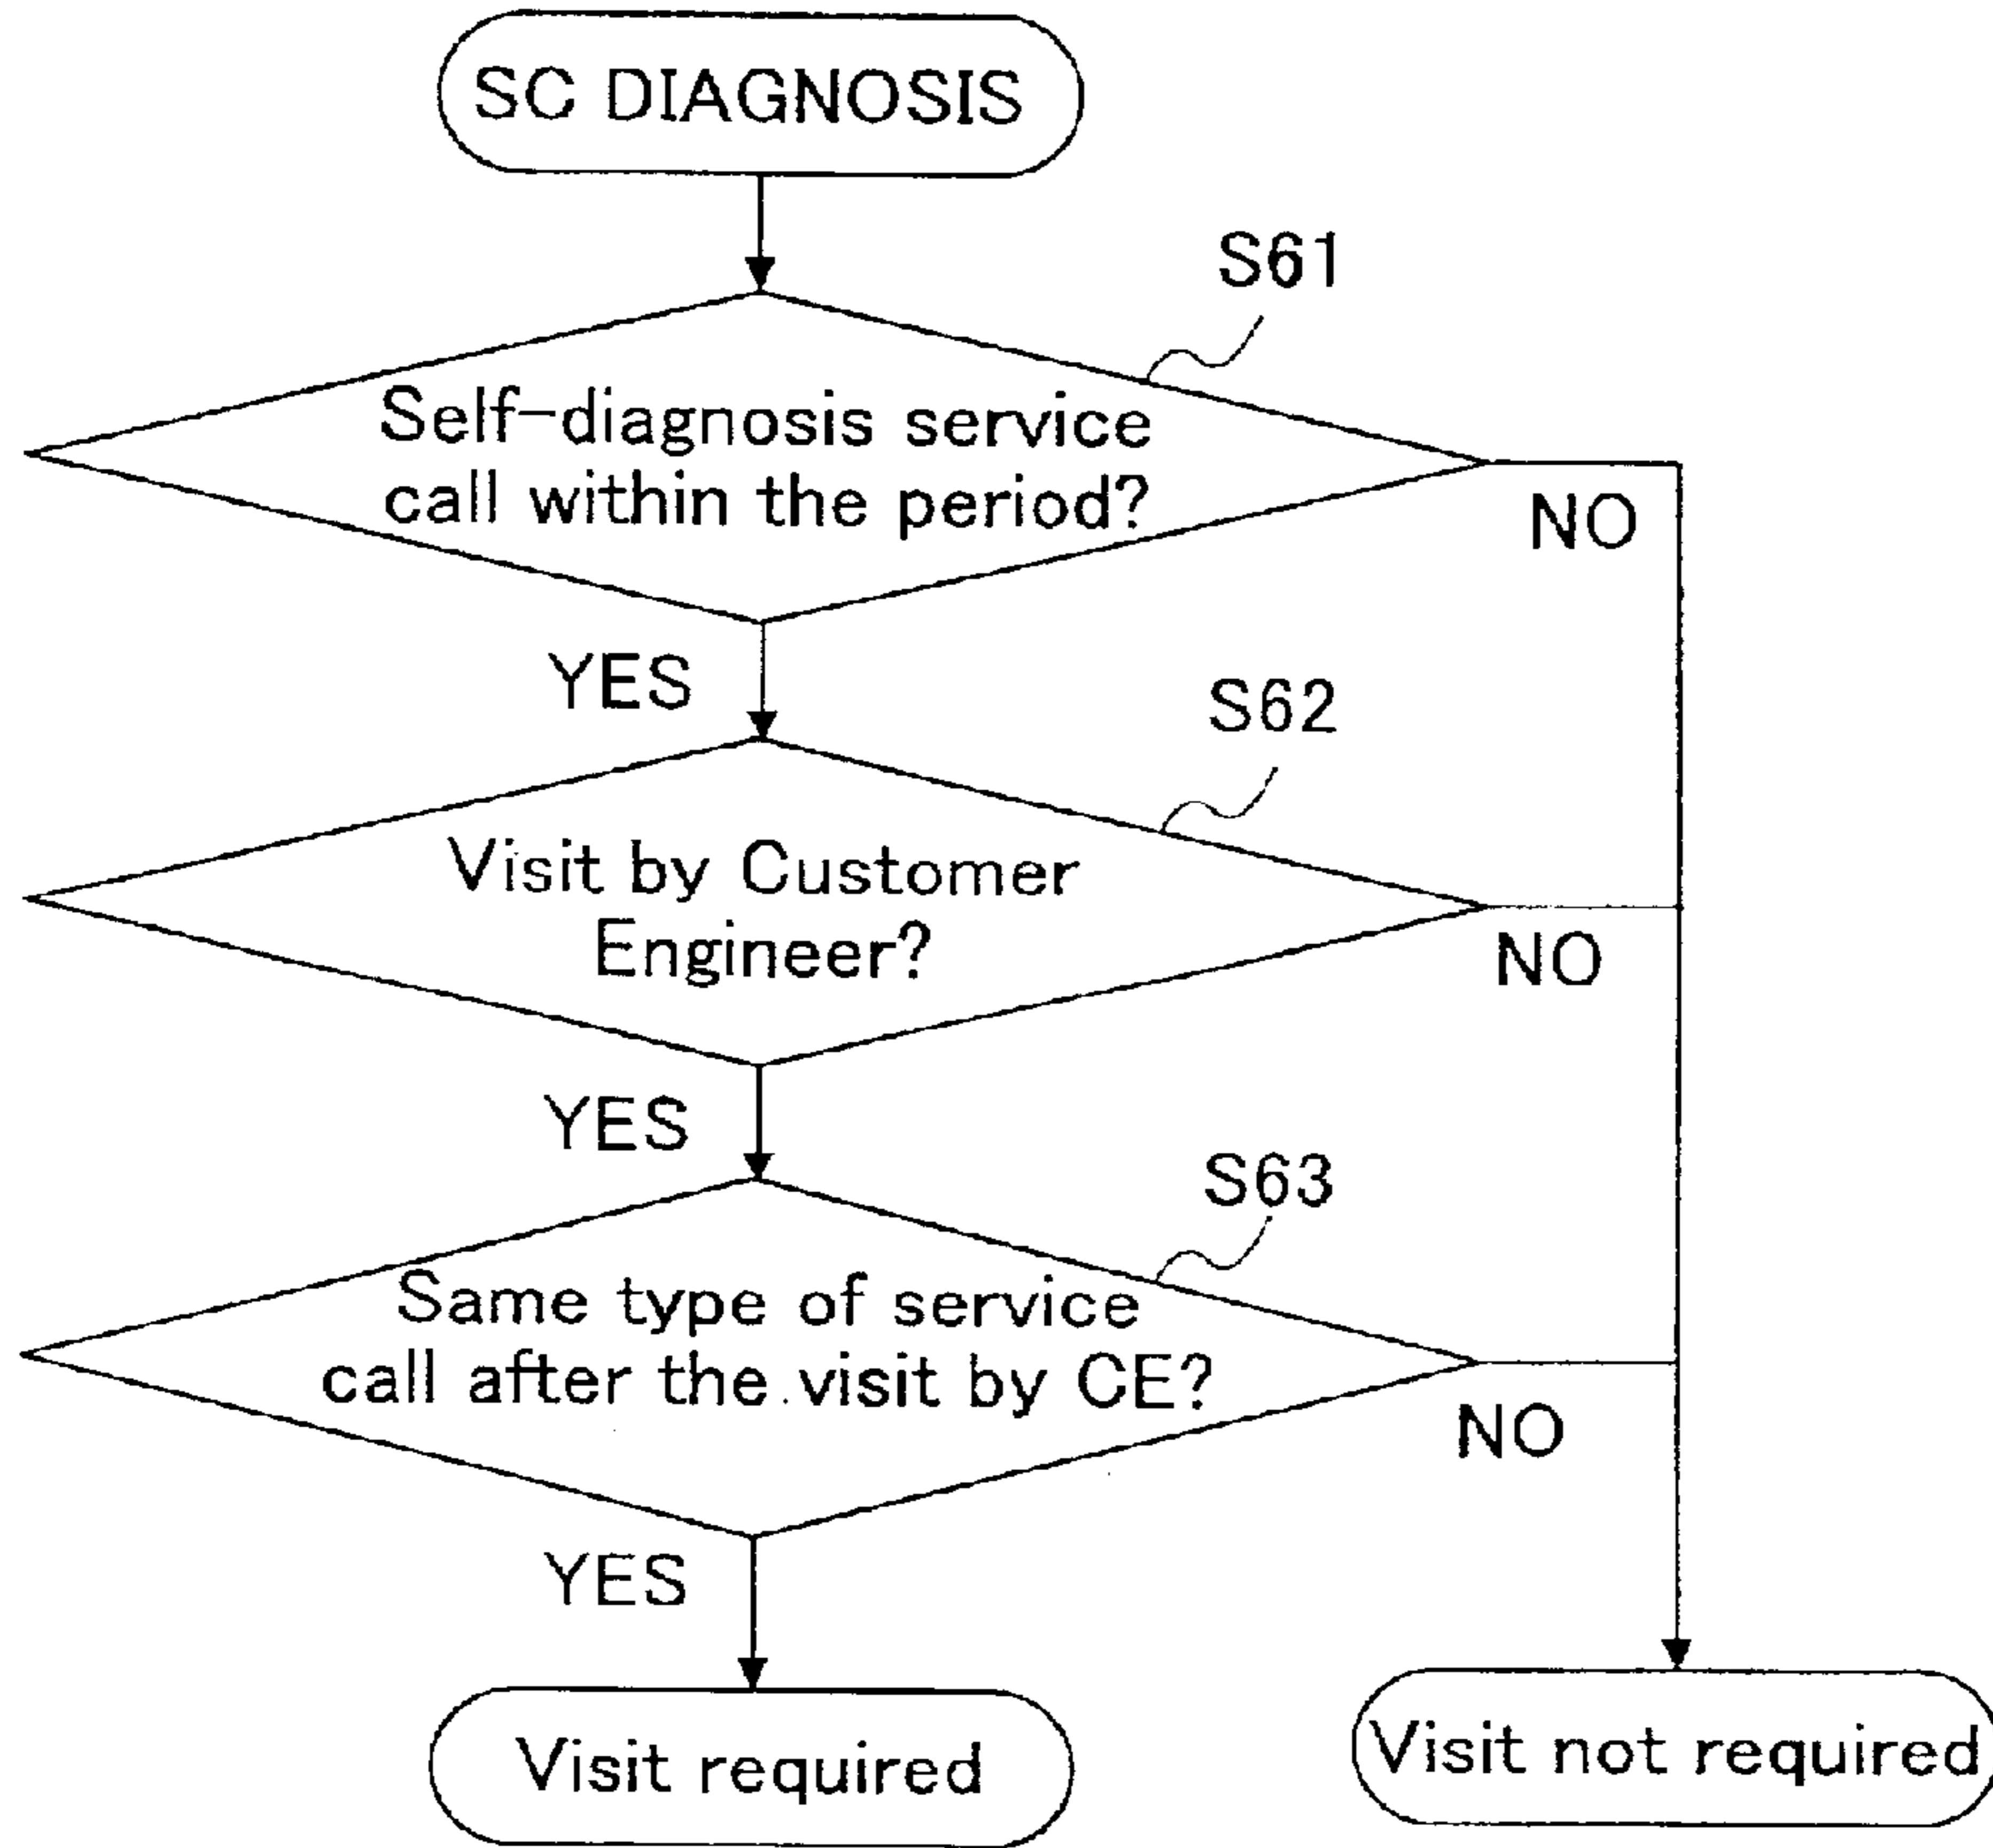 SC DIAGNOSIS
S61
Self-diagnosis service
call within the period?
NO
YES
S62
Visit by Customer
Engineer?
NO
YES
S63
Same type of service
call after the visit by CE?
NO
YES
Visit required
Visit not required